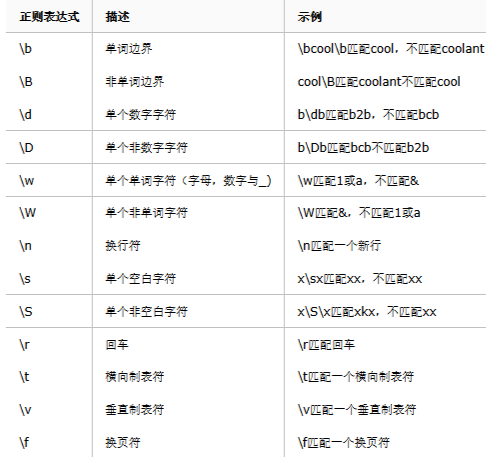 正则表达式 描述 示例
\b 单词边界 \bcool\b匹配cool，不匹配coolant
\B 非单词边界 cool\B匹配coolant不匹配cool
\d 单个数字字符 b\db匹配b2b，不匹配bcb
\D 单个非数字字符 b\Db匹配bcb不匹配b2b
\w 单个单词字符（字母，数字与_) \w匹配1或a，不匹配&
\W 单个非单词字符 \W匹配&，不匹配1或a
\n 换行符 \n匹配一个新行
\s 单个空白字符 x\sx匹配xx，不匹配xx
\S 单个非空白字符 x\S\x匹配xkx，不匹配xx
\r 回车 \r匹配回车
\t 横向制表符 \t匹配一个横向制表符
\v 垂直制表符 \v匹配一个垂直制表符
\f 换页符 \f匹配一个换页符